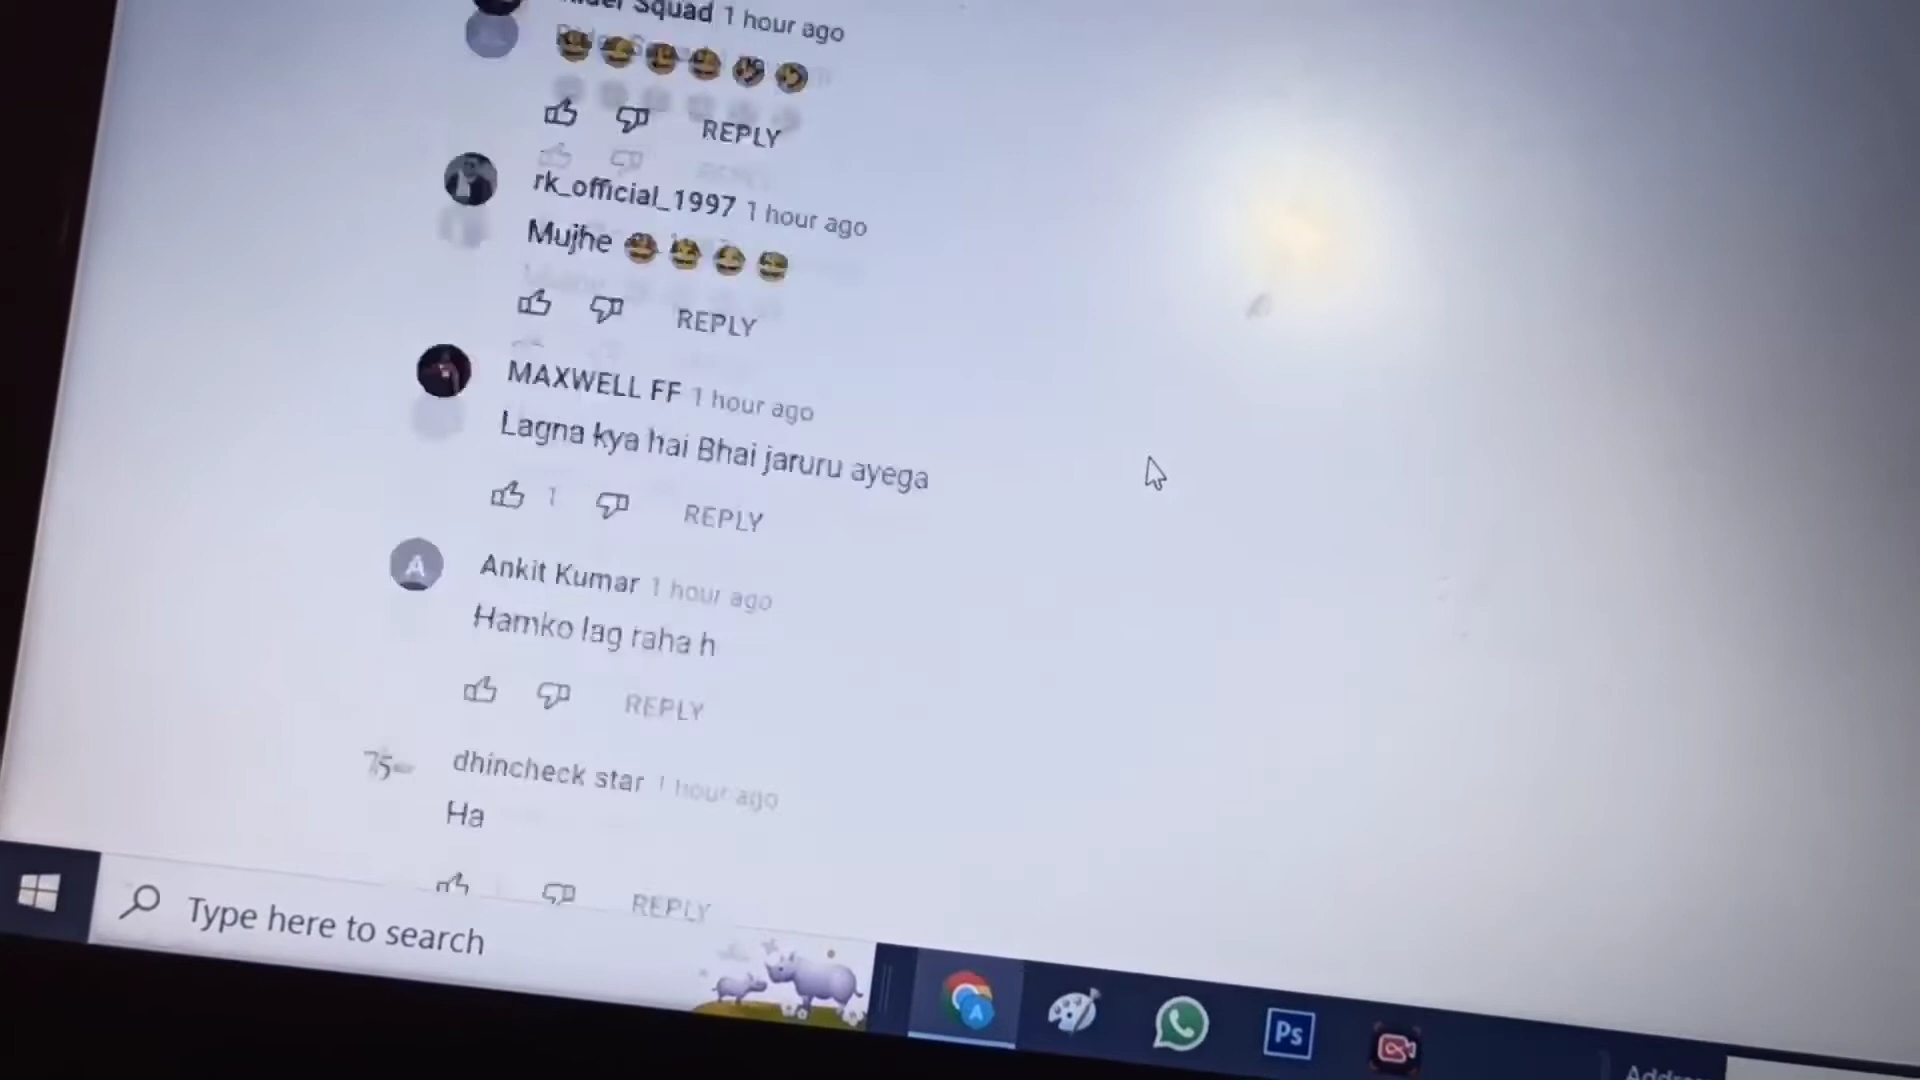 Squad 1 hour ago
REPLY
rk_official_1997 1 hour ago
Mujhe
REPLY
MAXWELL FF 1 hour ago
Lagna kya hai Bhai jaruru ayega
1
REPLY
A
Ankit Kumar 1 hour ago
Hamko lag raha h
REPLY
75
dhincheck star 1 hour ago
Ha
REPLY
Type here to search
A
Ps